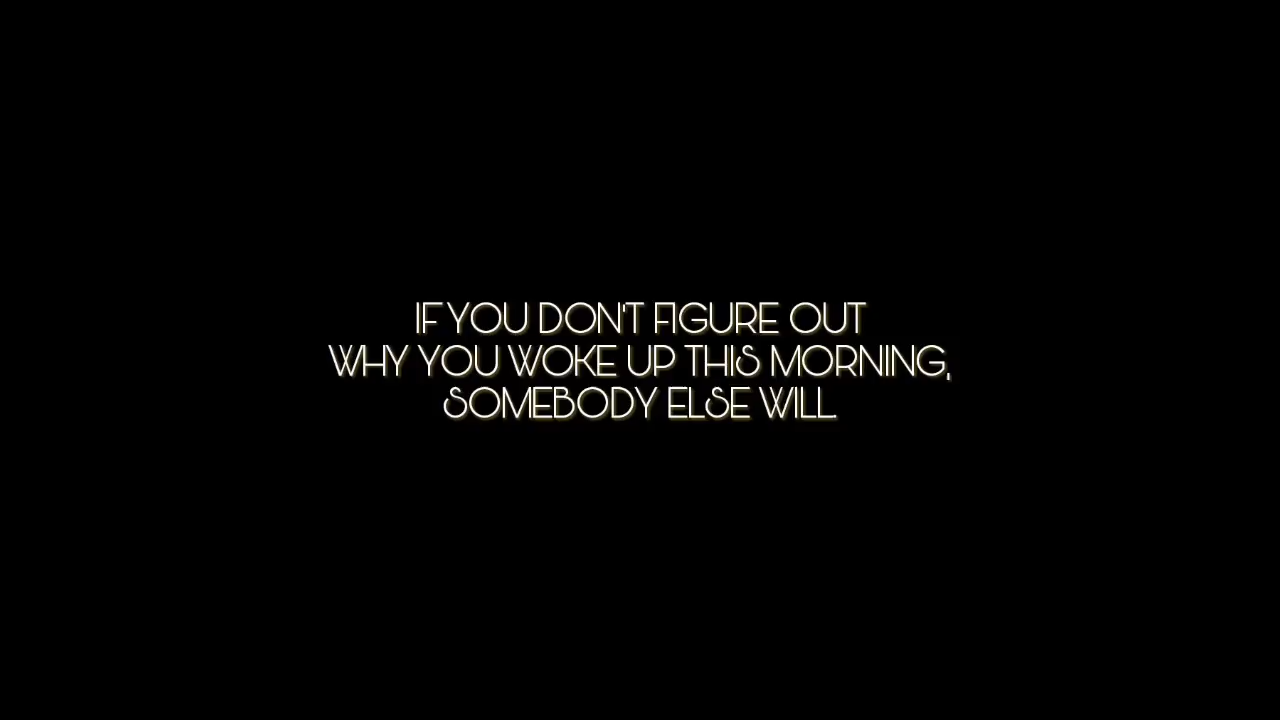 IF YOU DON'T FIGURE OUT
WHY YOU WOKE UP THIS MORNING,
SOMEBODY ELSE WILL.